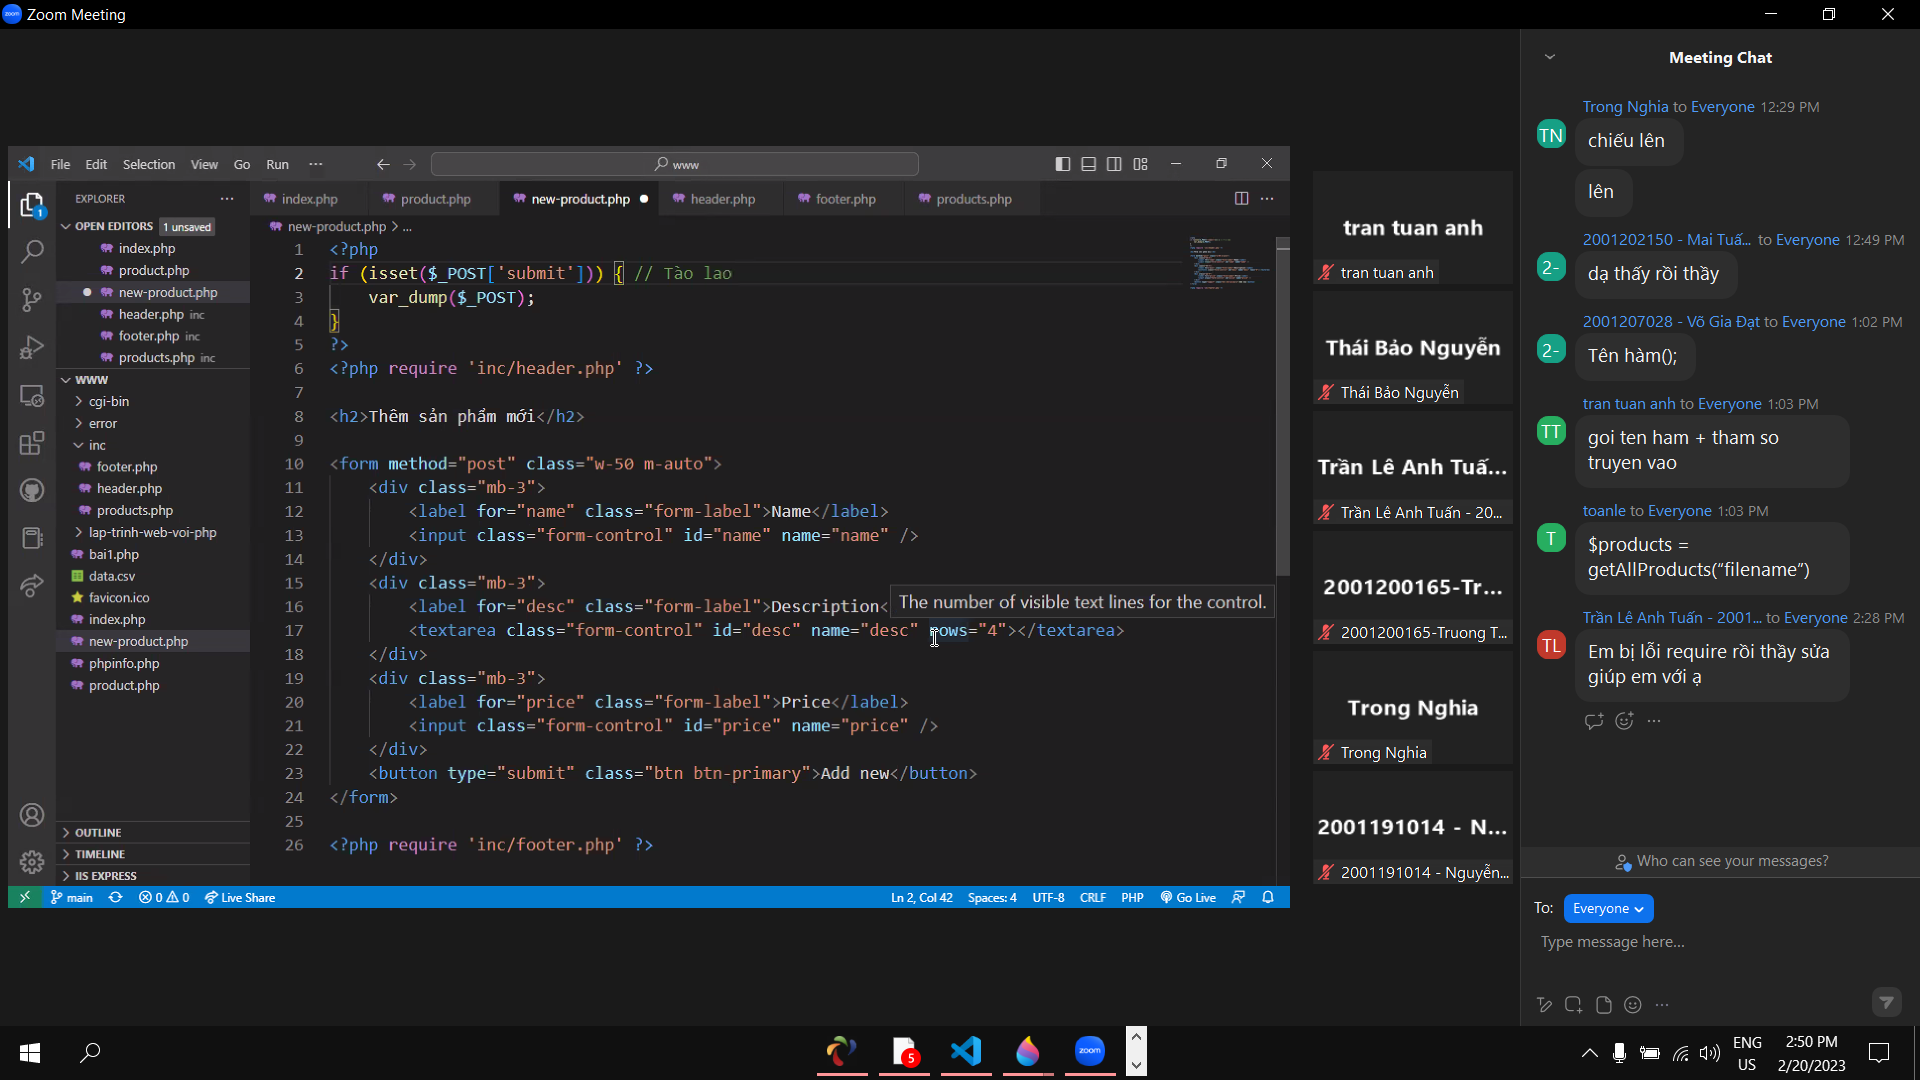 Zoom Meeting
File Edit Selection View Go Run ···
www
EXPLORER
OPEN EDITORS 1 unsaved
index.php
product.php
new-product.php
header.php inc
footer.php inc
products.php inc
WWW
cgi-bin
error
inc
footer.php
header.php
products.php
lap-trinh-web-voi-php
bai1.php
data.csv
favicon.ico
index.php
new-product.php
phpinfo.php
product.php
OUTLINE
TIMELINE
IIS EXPRESS
index.php product.php new-product.php header.php footer.php products.php
new-product.php > ...
1 <?php
2 if (isset($_POST['submit'])) { // Tào lao
3 var_dump($_POST);
4 }
5 ?>
6 <?php require 'inc/header.php' ?>
7
8 <h2>Thêm sản phẩm mới</h2>
9
10 <form method="post" class="w-50 m-auto">
11 <div class="mb-3">
12 <label for="name" class="form-label">Name</label>
13 <input class="form-control" id="name" name="name" />
14 </div>
15 <div class="mb-3">
16 <label for="desc" class="form-label">Description<
The number of visible text lines for the control.
17 <textarea class="form-control" id="desc" name="desc" rows="4"></textarea>
18 </div>
19 <div class="mb-3">
20 <label for="price" class="form-label">Price</label>
21 <input class="form-control" id="price" name="price" />
22 </div>
23 <button type="submit" class="btn btn-primary">Add new</button>
24 </form>
25
26 <?php require 'inc/footer.php' ?>
main 0 0 Live Share Ln 2, Col 42 Spaces: 4 UTF-8 CRLF PHP Go Live
tran tuan anh
tran tuan anh
Thái Bảo Nguyễn
Thái Bảo Nguyễn
Trần Lê Anh Tuấ...
Trần Lê Anh Tuấn - 20...
2001200165-Tr...
2001200165-Truong T...
Trong Nghia
Trong Nghia
2001191014 - N...
2001191014 - Nguyễn...
Meeting Chat
Trong Nghia to Everyone 12:29 PM
TN
chiếu lên
lên
2001202150 - Mai Tuấ... to Everyone 12:49 PM
2-
dạ thấy rồi thầy
2001207028 - Võ Gia Đạt to Everyone 1:02 PM
2-
Tên hàm();
tran tuan anh to Everyone 1:03 PM
TT
goi ten ham + tham so
truyen vao
toanle to Everyone 1:03 PM
T
$products =
getAllProducts(“filename”)
Trần Lê Anh Tuấn - 2001... to Everyone 2:28 PM
TL
Em bị lỗi require rồi thầy sửa
giúp em với ạ
Who can see your messages?
To: Everyone
Type message here...
5
zoom
ENG
US
2:50 PM
2/20/2023